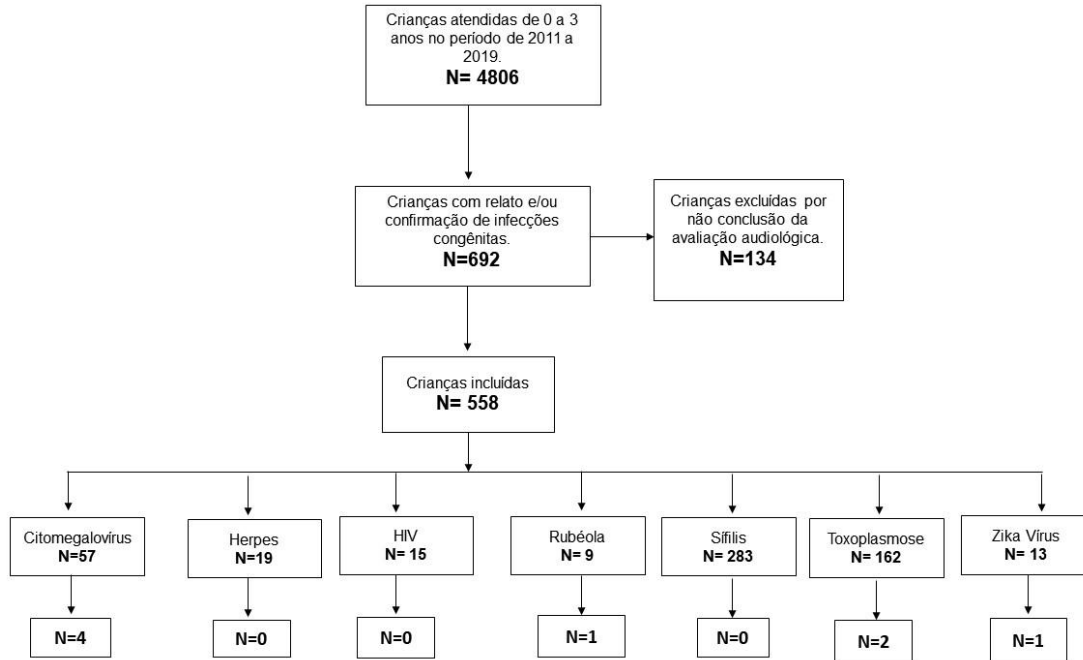 Crianças atendidas de 0 a 3
anos no período de 2011 a
2019.
N= 4806
Crianças com relato e/ou
confirmação de infecções
congênitas.
N=692
Crianças excluídas por
não conclusão da
avaliação audiológica.
N=134
Crianças incluídas
N= 558
Citomegalovírus
N=57
Herpes
N=19
HIV
N= 15
Rubéola
N= 9
Sífilis
N= 283
Toxoplasmose
N= 162
Zika Vírus
N= 13
N=4
N=0
N=0
N=1
N=0
N=2
N=1